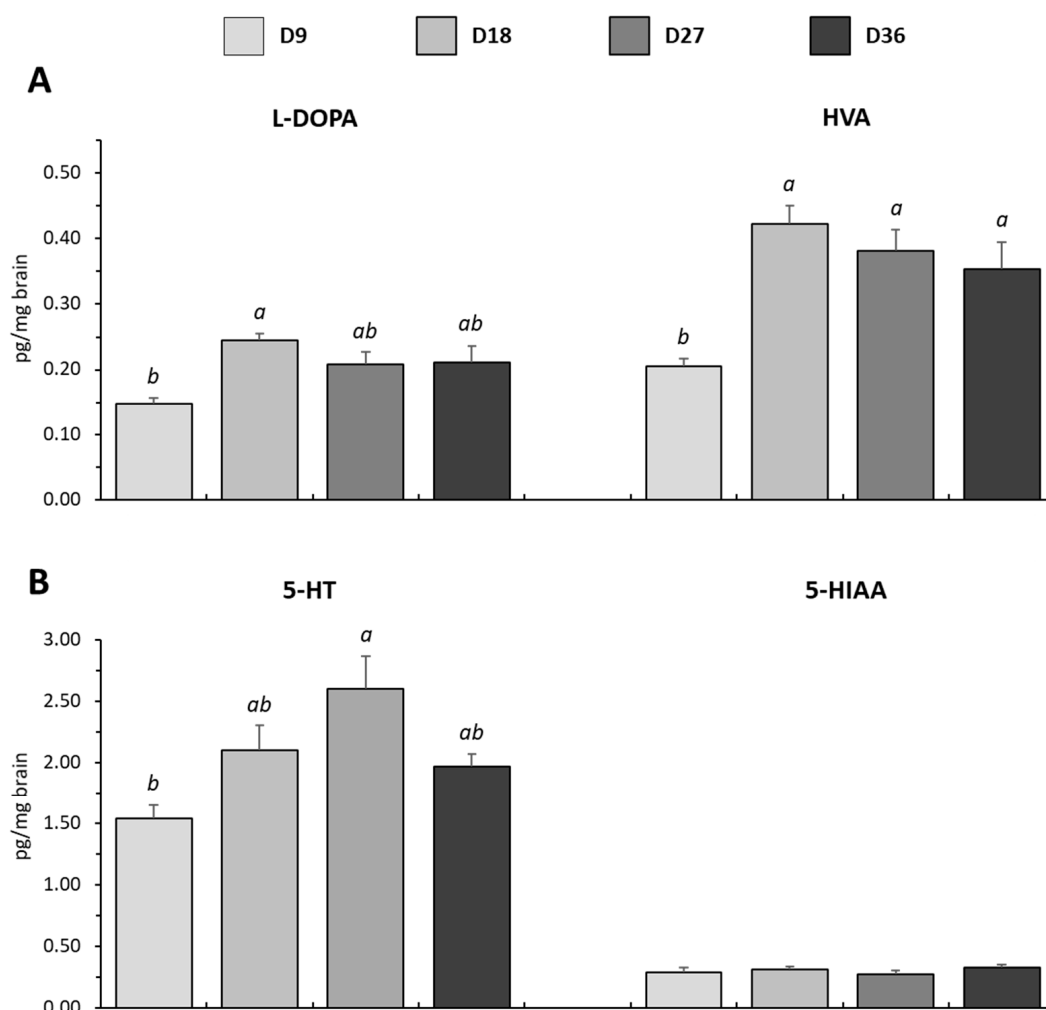 D9 D18 D27 D36
A
L-DOPA HVA
pg/mg brain
0.50
0.40
0.30
0.20
0.10
0.00
b a ab ab b a a a
B
5-HT 5-HIAA
pg/mg brain
3.00
2.50
2.00
1.50
1.00
0.50
0.00
b ab a ab